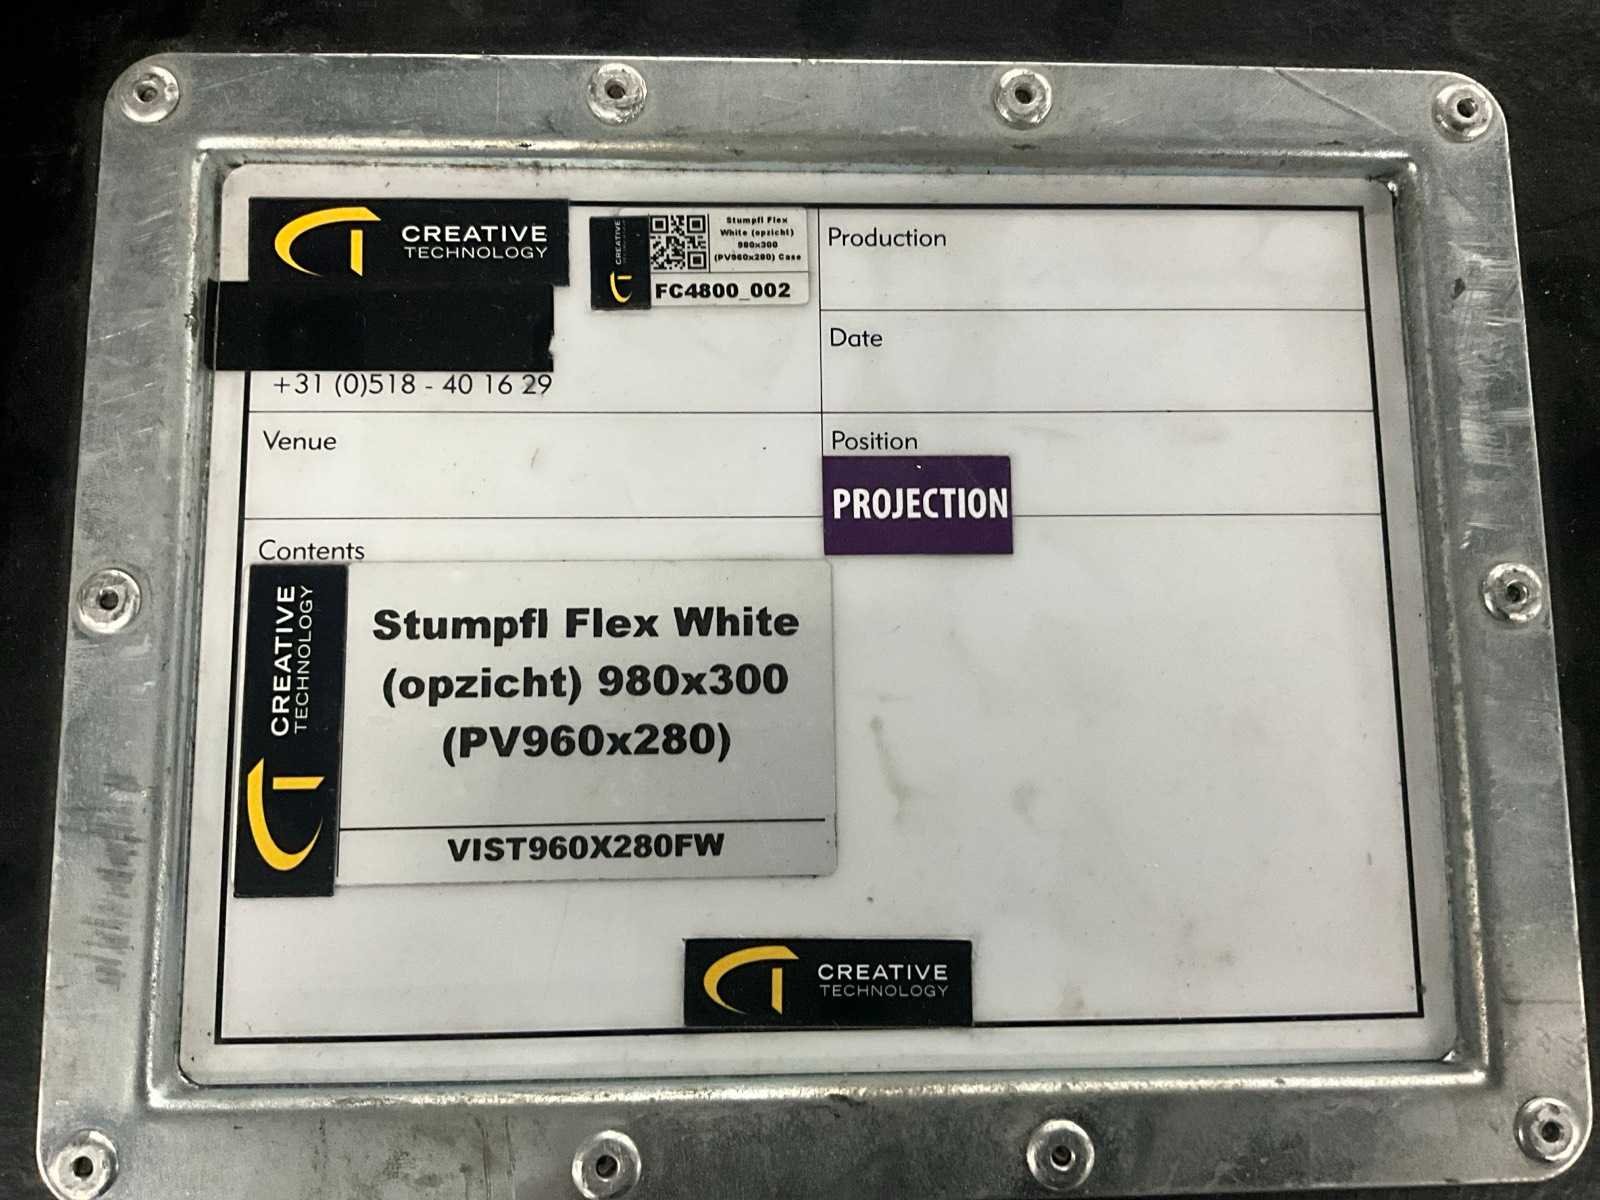 CREATIVE
TECHNOLOGY
+31 (0)518 - 40 16 29
CREATIVE
Stumpfl Flex
White (opzicht)
980x300
(PV960x280) Case
FC4800_002
Production
Date
Venue
Position
PROJECTION
Contents
CREATIVE
TECHNOLOGY
Stumpfl Flex White
(opzicht) 980x300
(PV960x280)
VIST960X280FW
CREATIVE
TECHNOLOGY